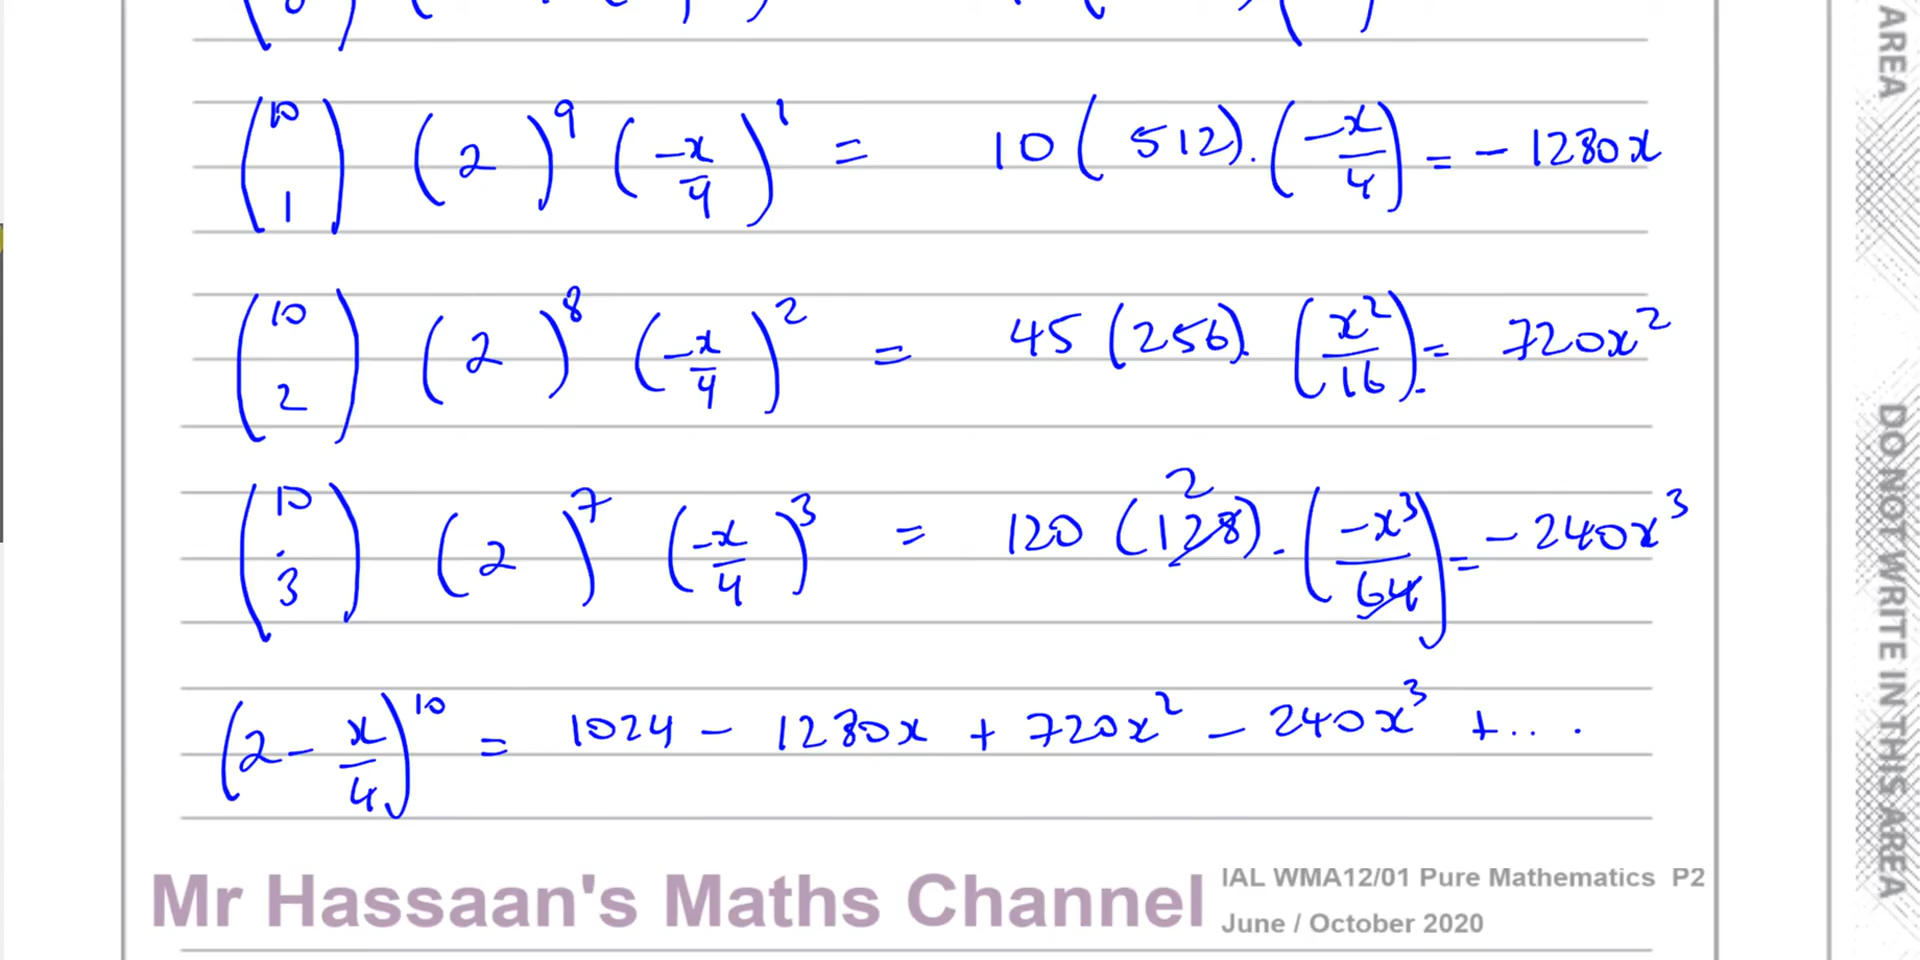 (10 1) (2)^9 (-x/4)^1 = 10(512).(-x/4) = -1280x
(10 2) (2)^8 (-x/4)^2 = 45(256).(x^2/16) = 720x^2
2
(10 3) (2)^7 (-x/4)^3 = 120(128).(-x^3/64) = -240x^3
(2 - x/4)^10 = 1024 - 1280x + 720x^2 - 240x^3 + ...
Mr Hassaan's Maths Channel
IAL WMA12/01 Pure Mathematics P2
June / October 2020
AREA
DO NOT WRITE IN THIS AREA